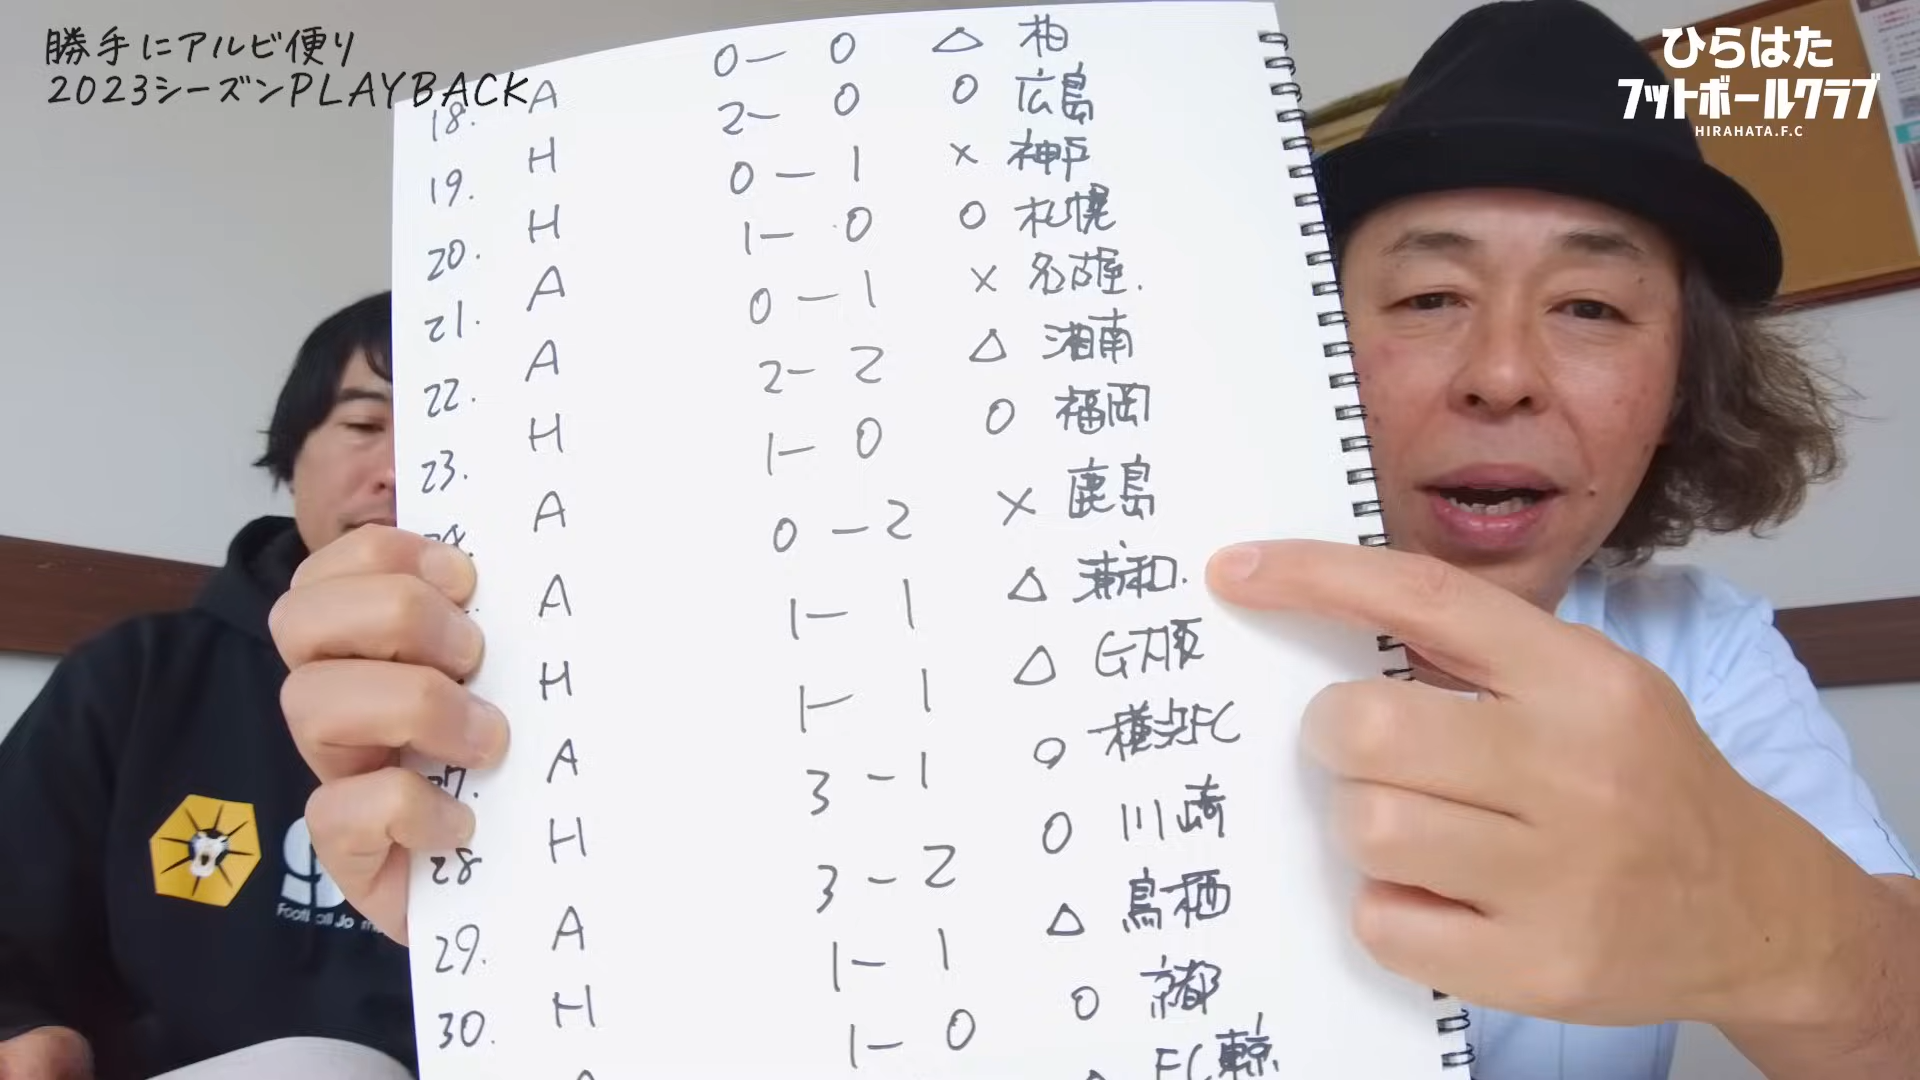 勝手にアルビ便り
2023シーズンPLAYBACK
ひらはた
フットボールクラブ
HIRAHATA.F.C
18. A 0-0 △ 柏
19. H 2-0 ○ 広島
20. H 0-1 × 神戸
21. A 1-0 ○ 札幌
22. A 0-1 × 名古屋.
23. H 2-2 △ 湘南
A 1-0 ○ 福岡
A 0-2 × 鹿島
H 1-1 △ 浦和.
27. A 1-1 △ G大阪
28 H 3-1 ○ 横浜FC
29. A 3-2 ○ 川崎
30. H 1-1 △ 鳥栖
1-0 ○ 京都
FC東京